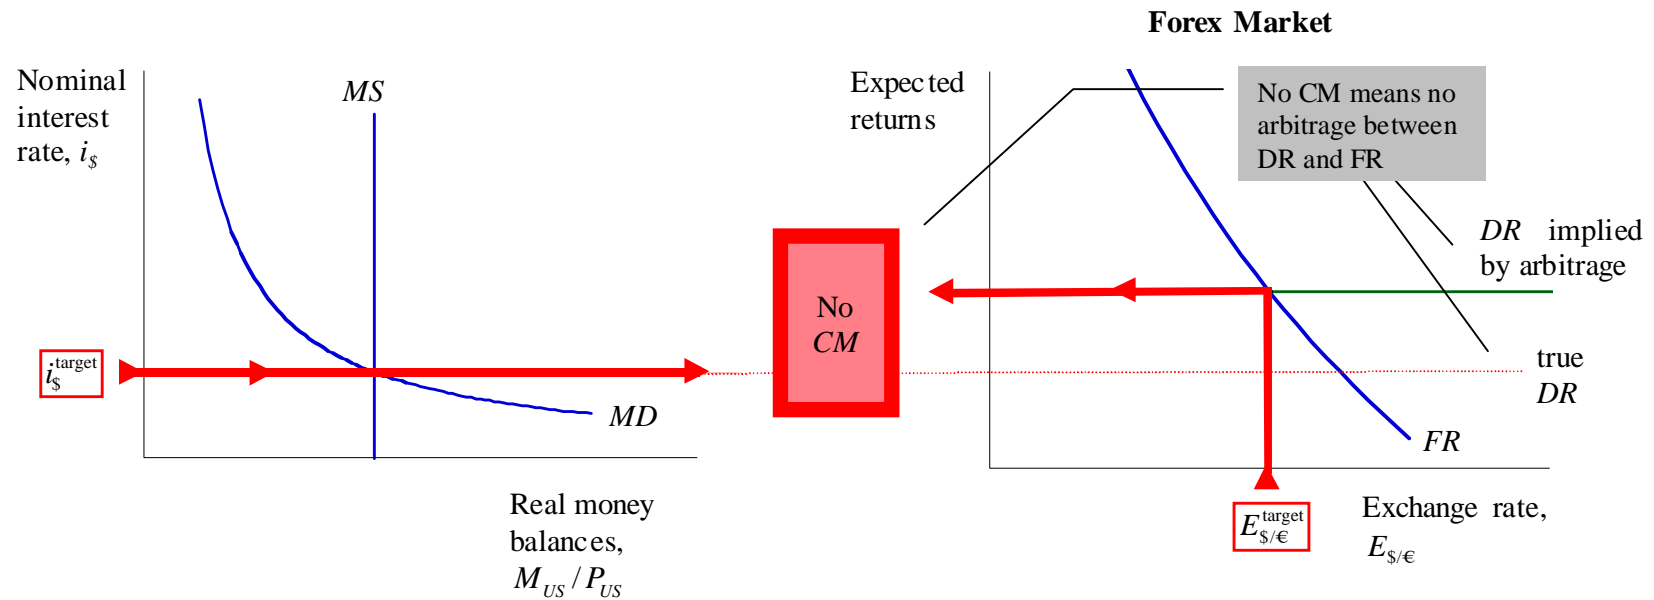 Forex Market
Nominal
interest
rate, i$
MS
MD
i$ target
Real money
balances,
MUS / PUS
No
CM
Expected
returns
No CM means no
arbitrage between
DR and FR
DR implied
by arbitrage
true
DR
FR
E$/€ target
Exchange rate,
E$/€